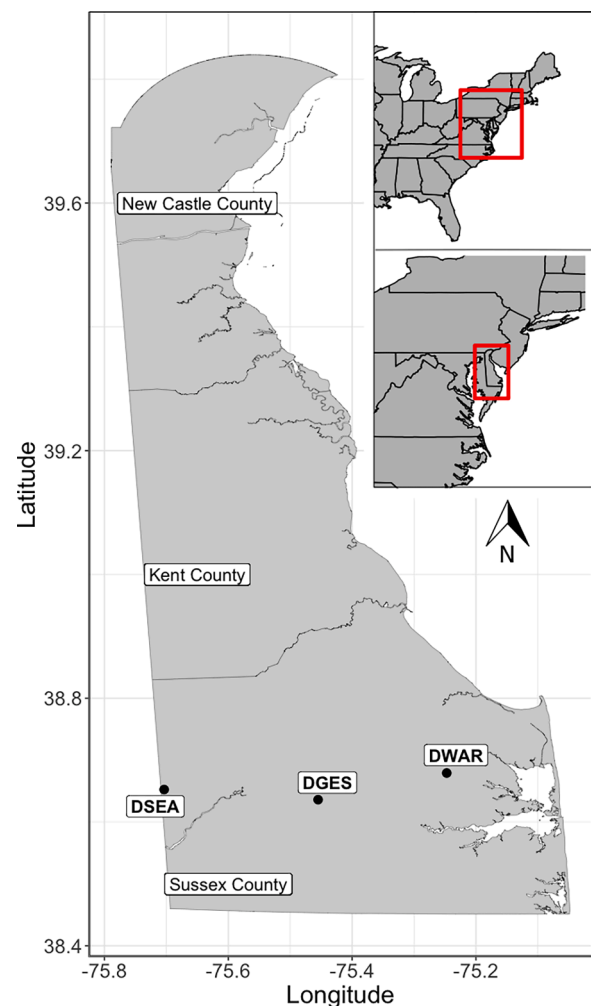 39.6
New Castle County
39.2
Latitude
N
Kent County
38.8
DWAR
DGES
DSEA
Sussex County
38.4
-75.8
-75.6
-75.4
-75.2
Longitude